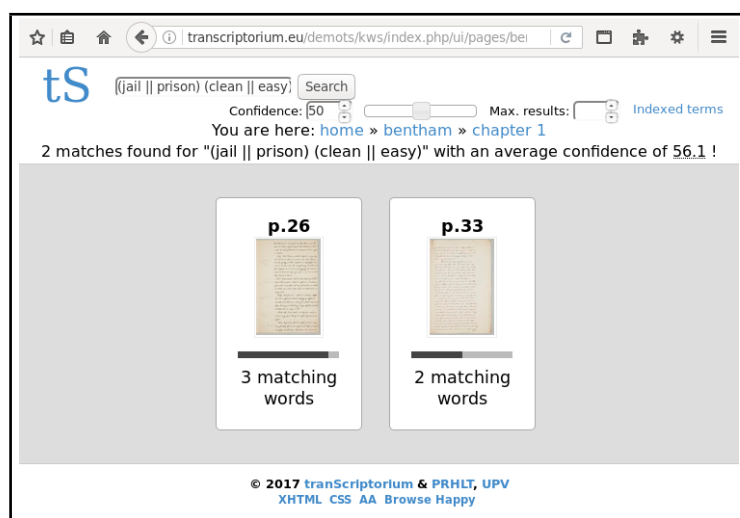 transcriptorium.eu/demots/kws/index.php/ui/pages/be
tS
(jail || prison) (clean || easy) Search
Confidence: 50 Max. results: Indexed terms
You are here: home » bentham » chapter 1
2 matches found for "(jail || prison) (clean || easy)" with an average confidence of 56.1 !
p.26 p.33
3 matching 2 matching
words words
© 2017 tranScriptorium & PRHLT, UPV
XHTML CSS AA Browse Happy